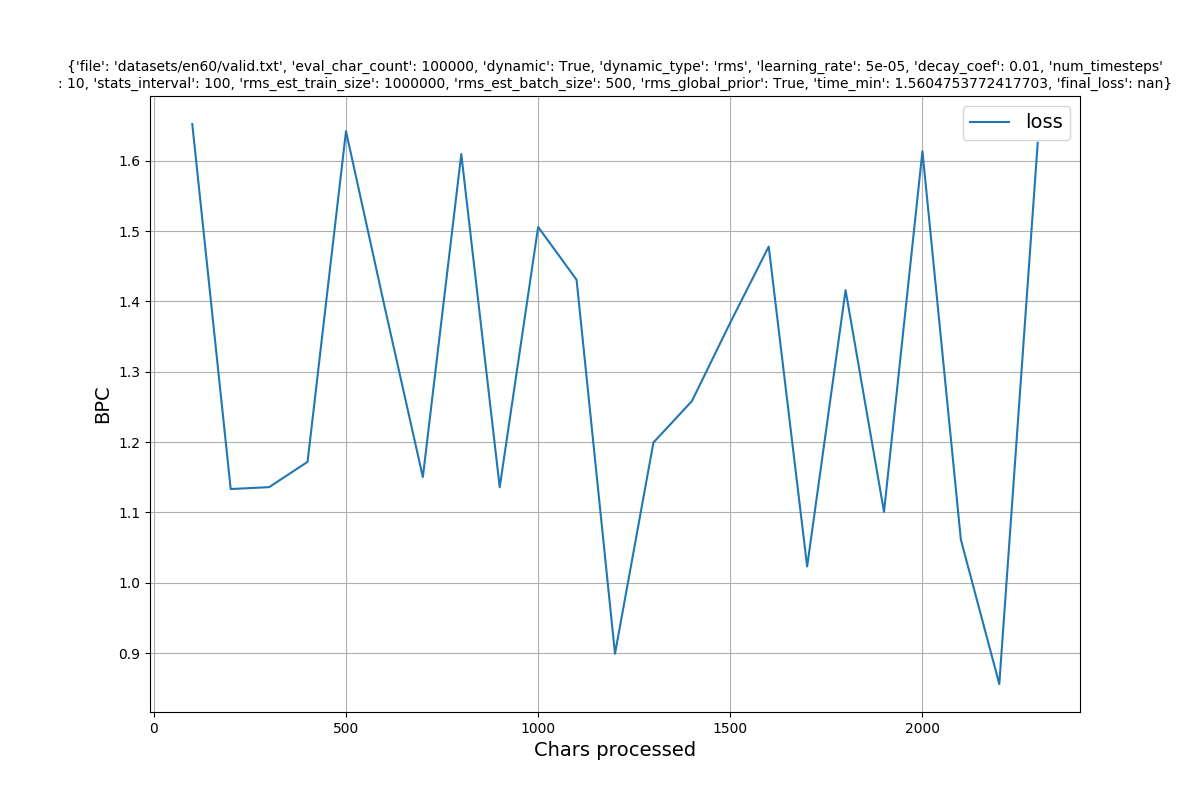 {'file': 'datasets/en60/valid.txt', 'eval_char_count': 100000, 'dynamic': True, 'dynamic_type': 'rms', 'learning_rate': 5e-05, 'decay_coef': 0.01, 'num_timesteps'
: 10, 'stats_interval': 100, 'rms_est_train_size': 1000000, 'rms_est_batch_size': 500, 'rms_global_prior': True, 'time_min': 1.5604753772417703, 'final_loss': nan}
loss
1.6
1.5
1.4
1.3
1.2
1.1
1.0
0.9
BPC
0
500
1000
1500
2000
Chars processed